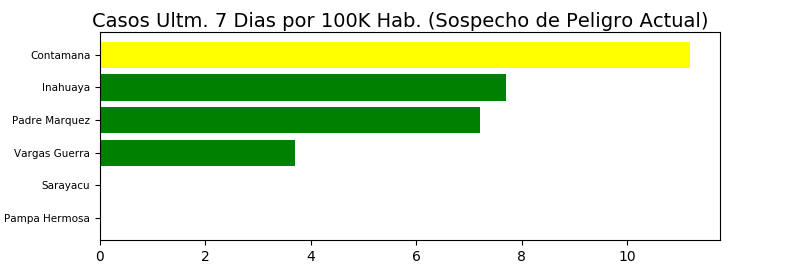 Casos Ultm. 7 Dias por 100K Hab. (Sospecho de Peligro Actual)
Contamana
Inahuaya
Padre Marquez
Vargas Guerra
Sarayacu
Pampa Hermosa
0 2 4 6 8 10